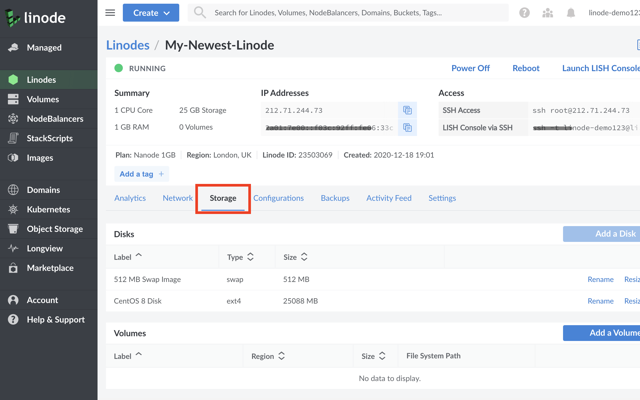 linode
Create
Search for Linodes, Volumes, NodeBalancers, Domains, Buckets, Tags...
linode-demo123
Managed
Linodes
Volumes
NodeBalancers
StackScripts
Images
Domains
Kubernetes
Object Storage
Longview
Marketplace
Account
Help & Support
Linodes / My-Newest-Linode
RUNNING
Power Off Reboot Launch LISH Console
Summary IP Addresses Access
1 CPU Core 25 GB Storage 212.71.244.73 SSH Access ssh root@212.71.244.73
1 GB RAM 0 Volumes LISH Console via SSH
Plan: Nanode 1GB Region: London, UK Linode ID: 23503069 Created: 2020-12-18 19:01
Add a tag +
Analytics Network Storage Configurations Backups Activity Feed Settings
Disks Add a Disk
Label Type Size
512 MB Swap Image swap 512 MB Rename Resiz
CentOS 8 Disk ext4 25088 MB Rename Resiz
Volumes Add a Volume
Label Region Size File System Path
No data to display.